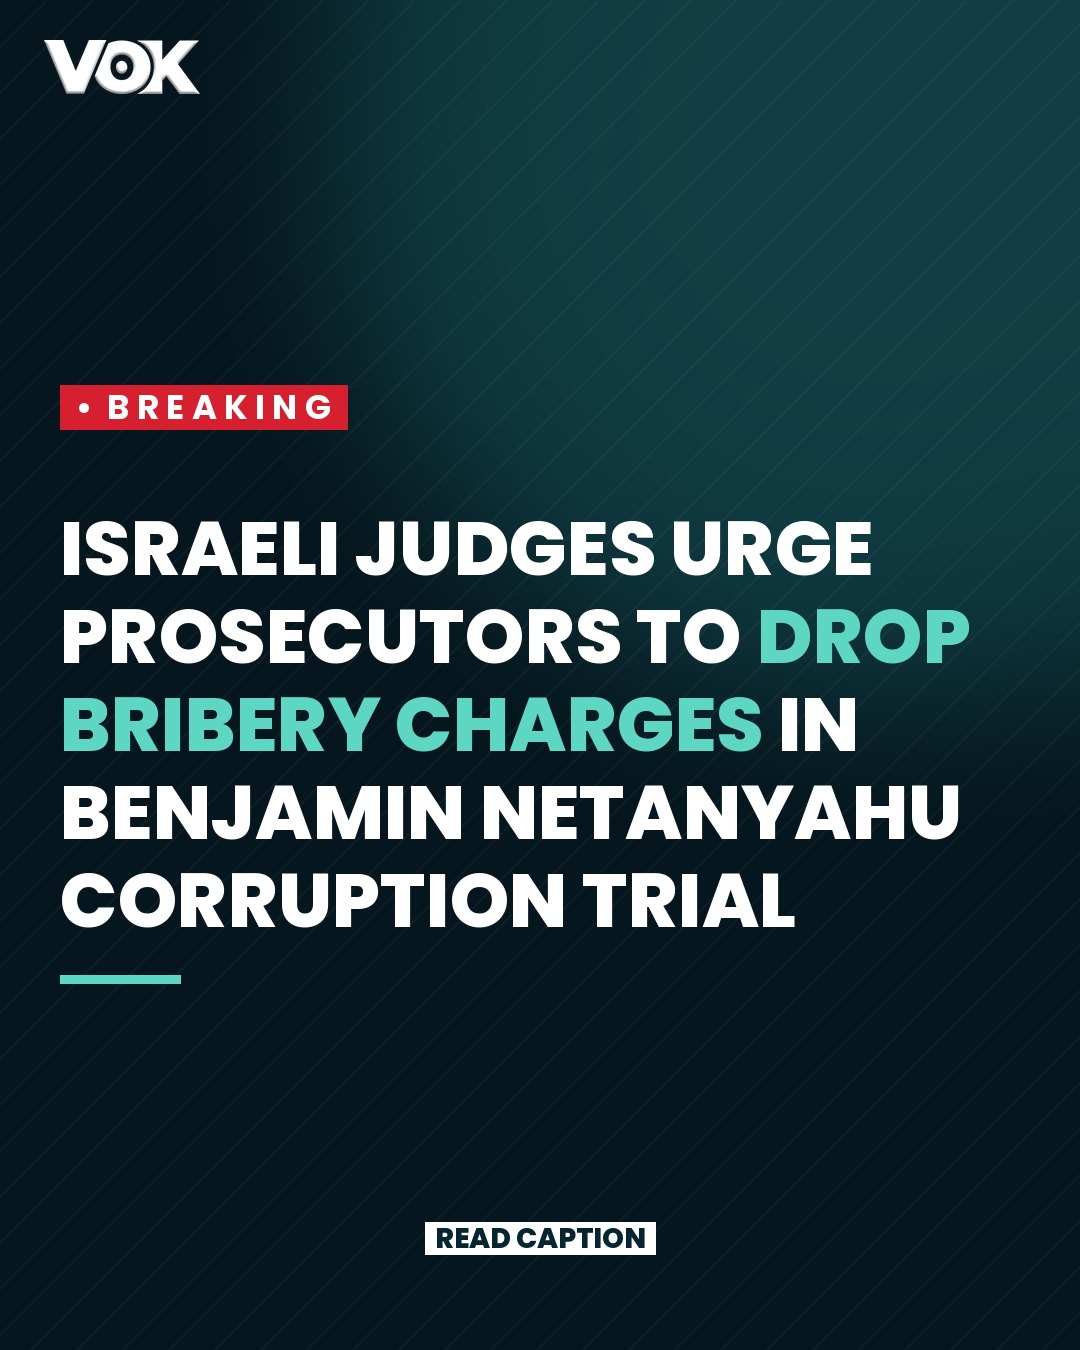 VOK
• BREAKING
ISRAELI JUDGES URGE
PROSECUTORS TO DROP
BRIBERY CHARGES IN
BENJAMIN NETANYAHU
CORRUPTION TRIAL
READ CAPTION